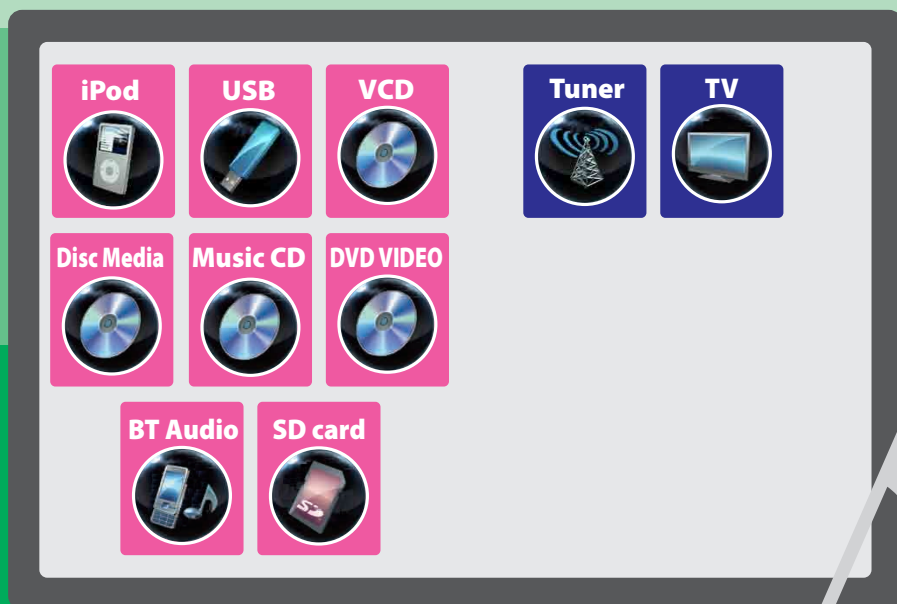 iPod
USB
VCD
Tuner
TV
Disc Media
Music CD
DVD VIDEO
BT Audio
SD card